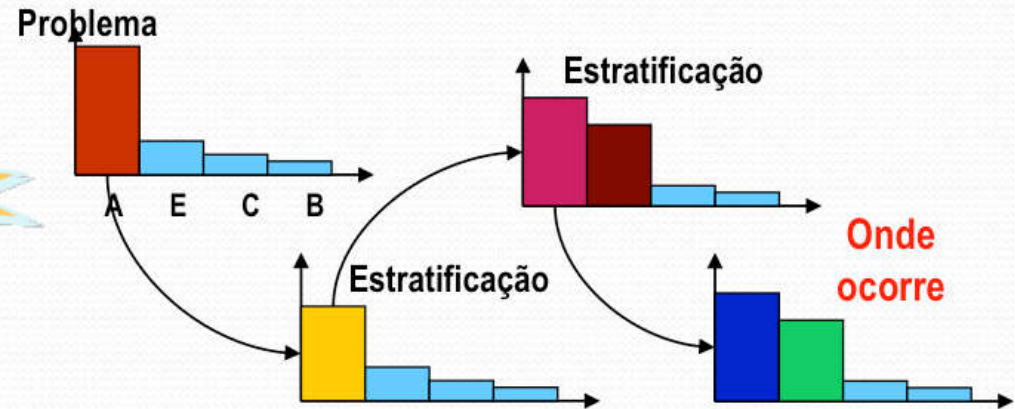 Problema
Estratificação
A E C B
Onde
ocorre
Estratificação